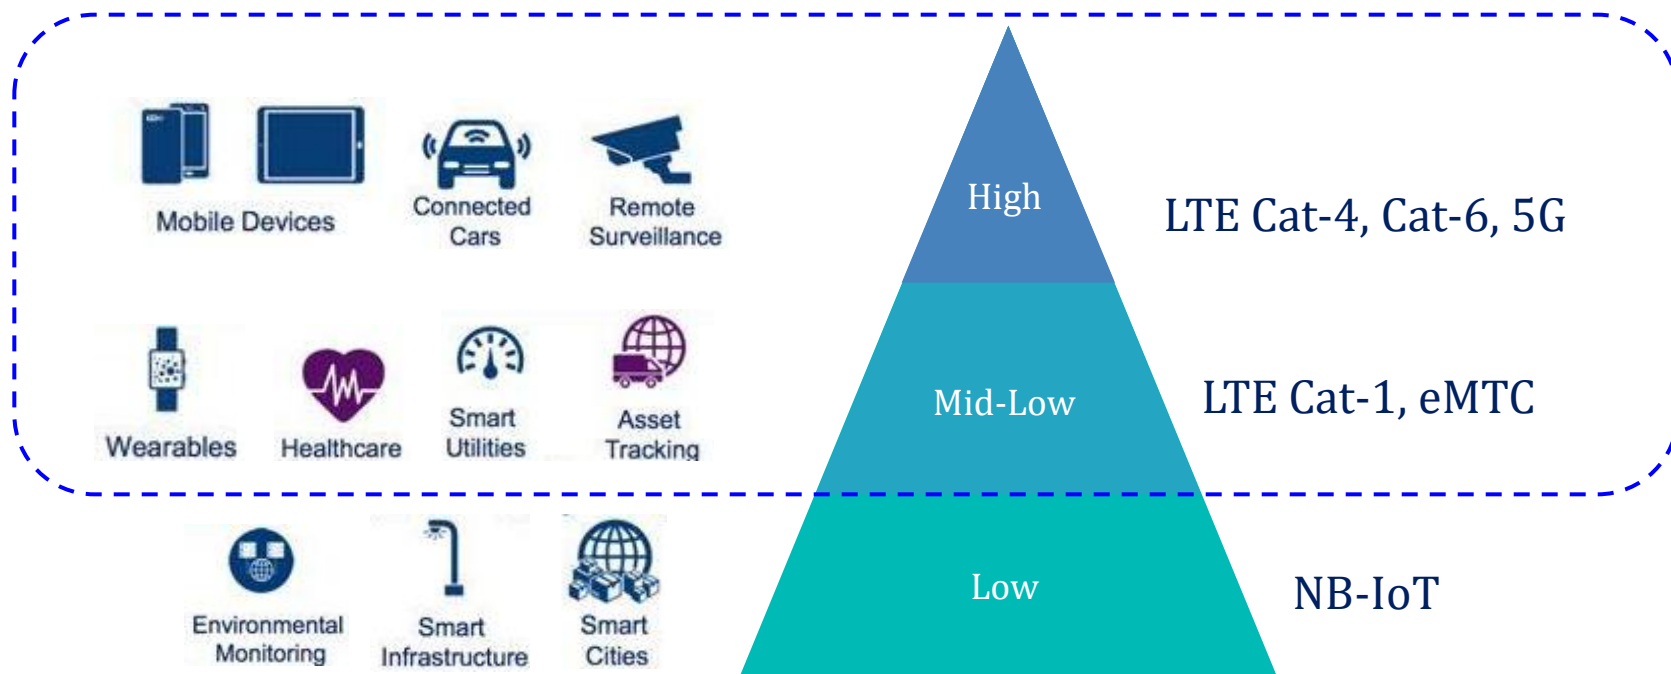 Mobile Devices
Connected
Cars
Remote
Surveillance
High
LTE Cat-4, Cat-6, 5G
Wearables
Healthcare
Smart
Utilities
Asset
Tracking
Mid-Low
LTE Cat-1, eMTC
Environmental
Monitoring
Smart
Infrastructure
Smart
Cities
Low
NB-IoT